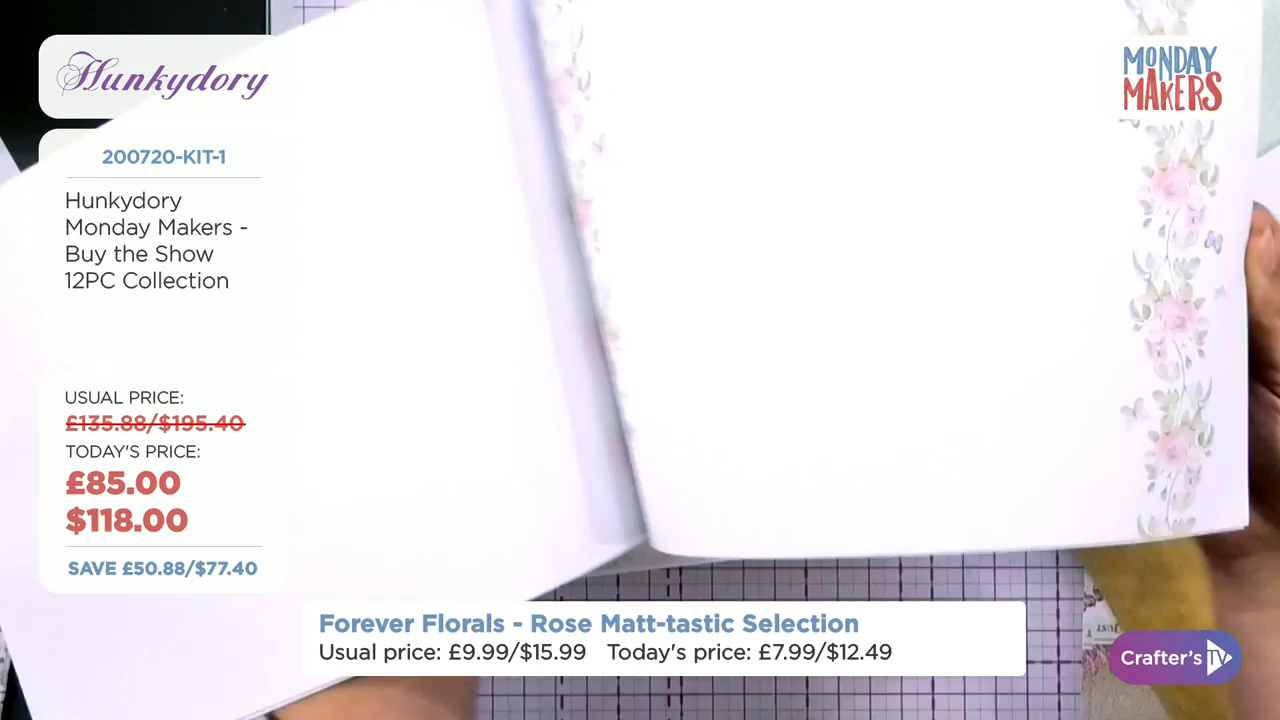 Hunkydory
MONDAY
MAKERS
200720-KIT-1
Hunkydory
Monday Makers -
Buy the Show
12PC Collection
USUAL PRICE:
£135.88/$195.40
TODAY'S PRICE:
£85.00
$118.00
SAVE £50.88/$77.40
Forever Florals - Rose Matt-tastic Selection
Usual price: £9.99/$15.99 Today's price: £7.99/$12.49
JUST
Crafter's TV